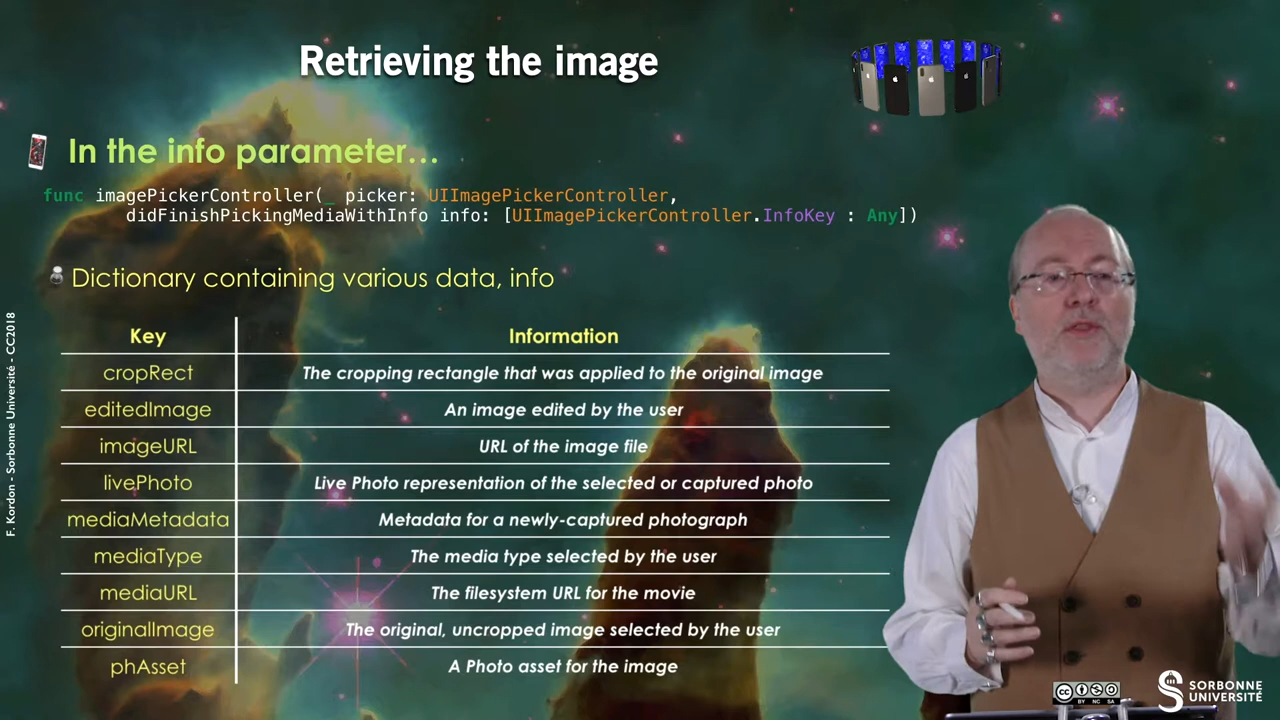 Retrieving the image
In the info parameter...
func imagePickerController(_ picker: UIImagePickerController,
didFinishPickingMediaWithInfo info: [UIImagePickerController.InfoKey : Any])
Dictionary containing various data, info
Key Information
cropRect The cropping rectangle that was applied to the original image
editedImage An image edited by the user
imageURL URL of the image file
livePhoto Live Photo representation of the selected or captured photo
mediaMetadata Metadata for a newly-captured photograph
mediaType The media type selected by the user
mediaURL The filesystem URL for the movie
originalImage The original, uncropped image selected by the user
phAsset A Photo asset for the image
F. Kordon - Sorbonne Université - CC2018
CC BY NC SA
SORBONNE
UNIVERSITÉ